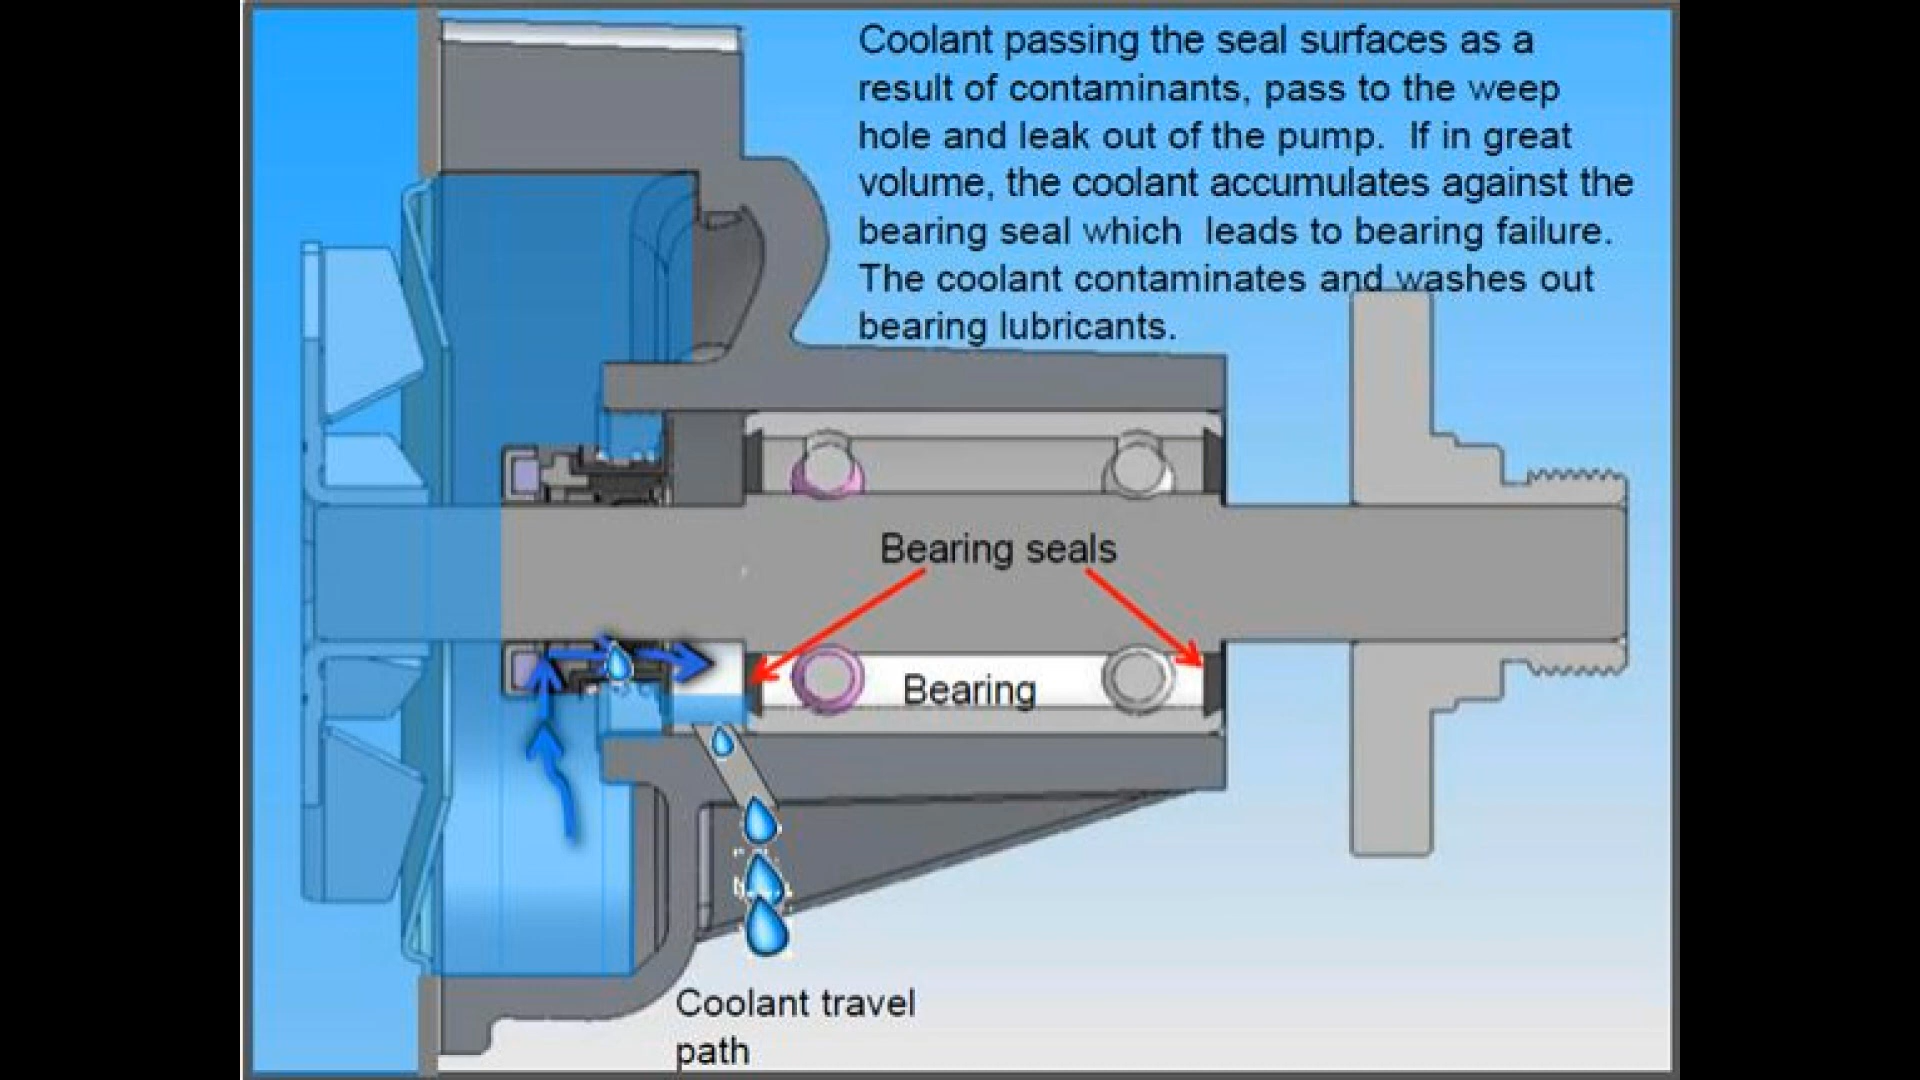 Coolant passing the seal surfaces as a
result of contaminants, pass to the weep
hole and leak out of the pump.  If in great
volume, the coolant accumulates against the
bearing seal which  leads to bearing failure.
The coolant contaminates and washes out
bearing lubricants.
Bearing seals
Bearing
Coolant travel
path